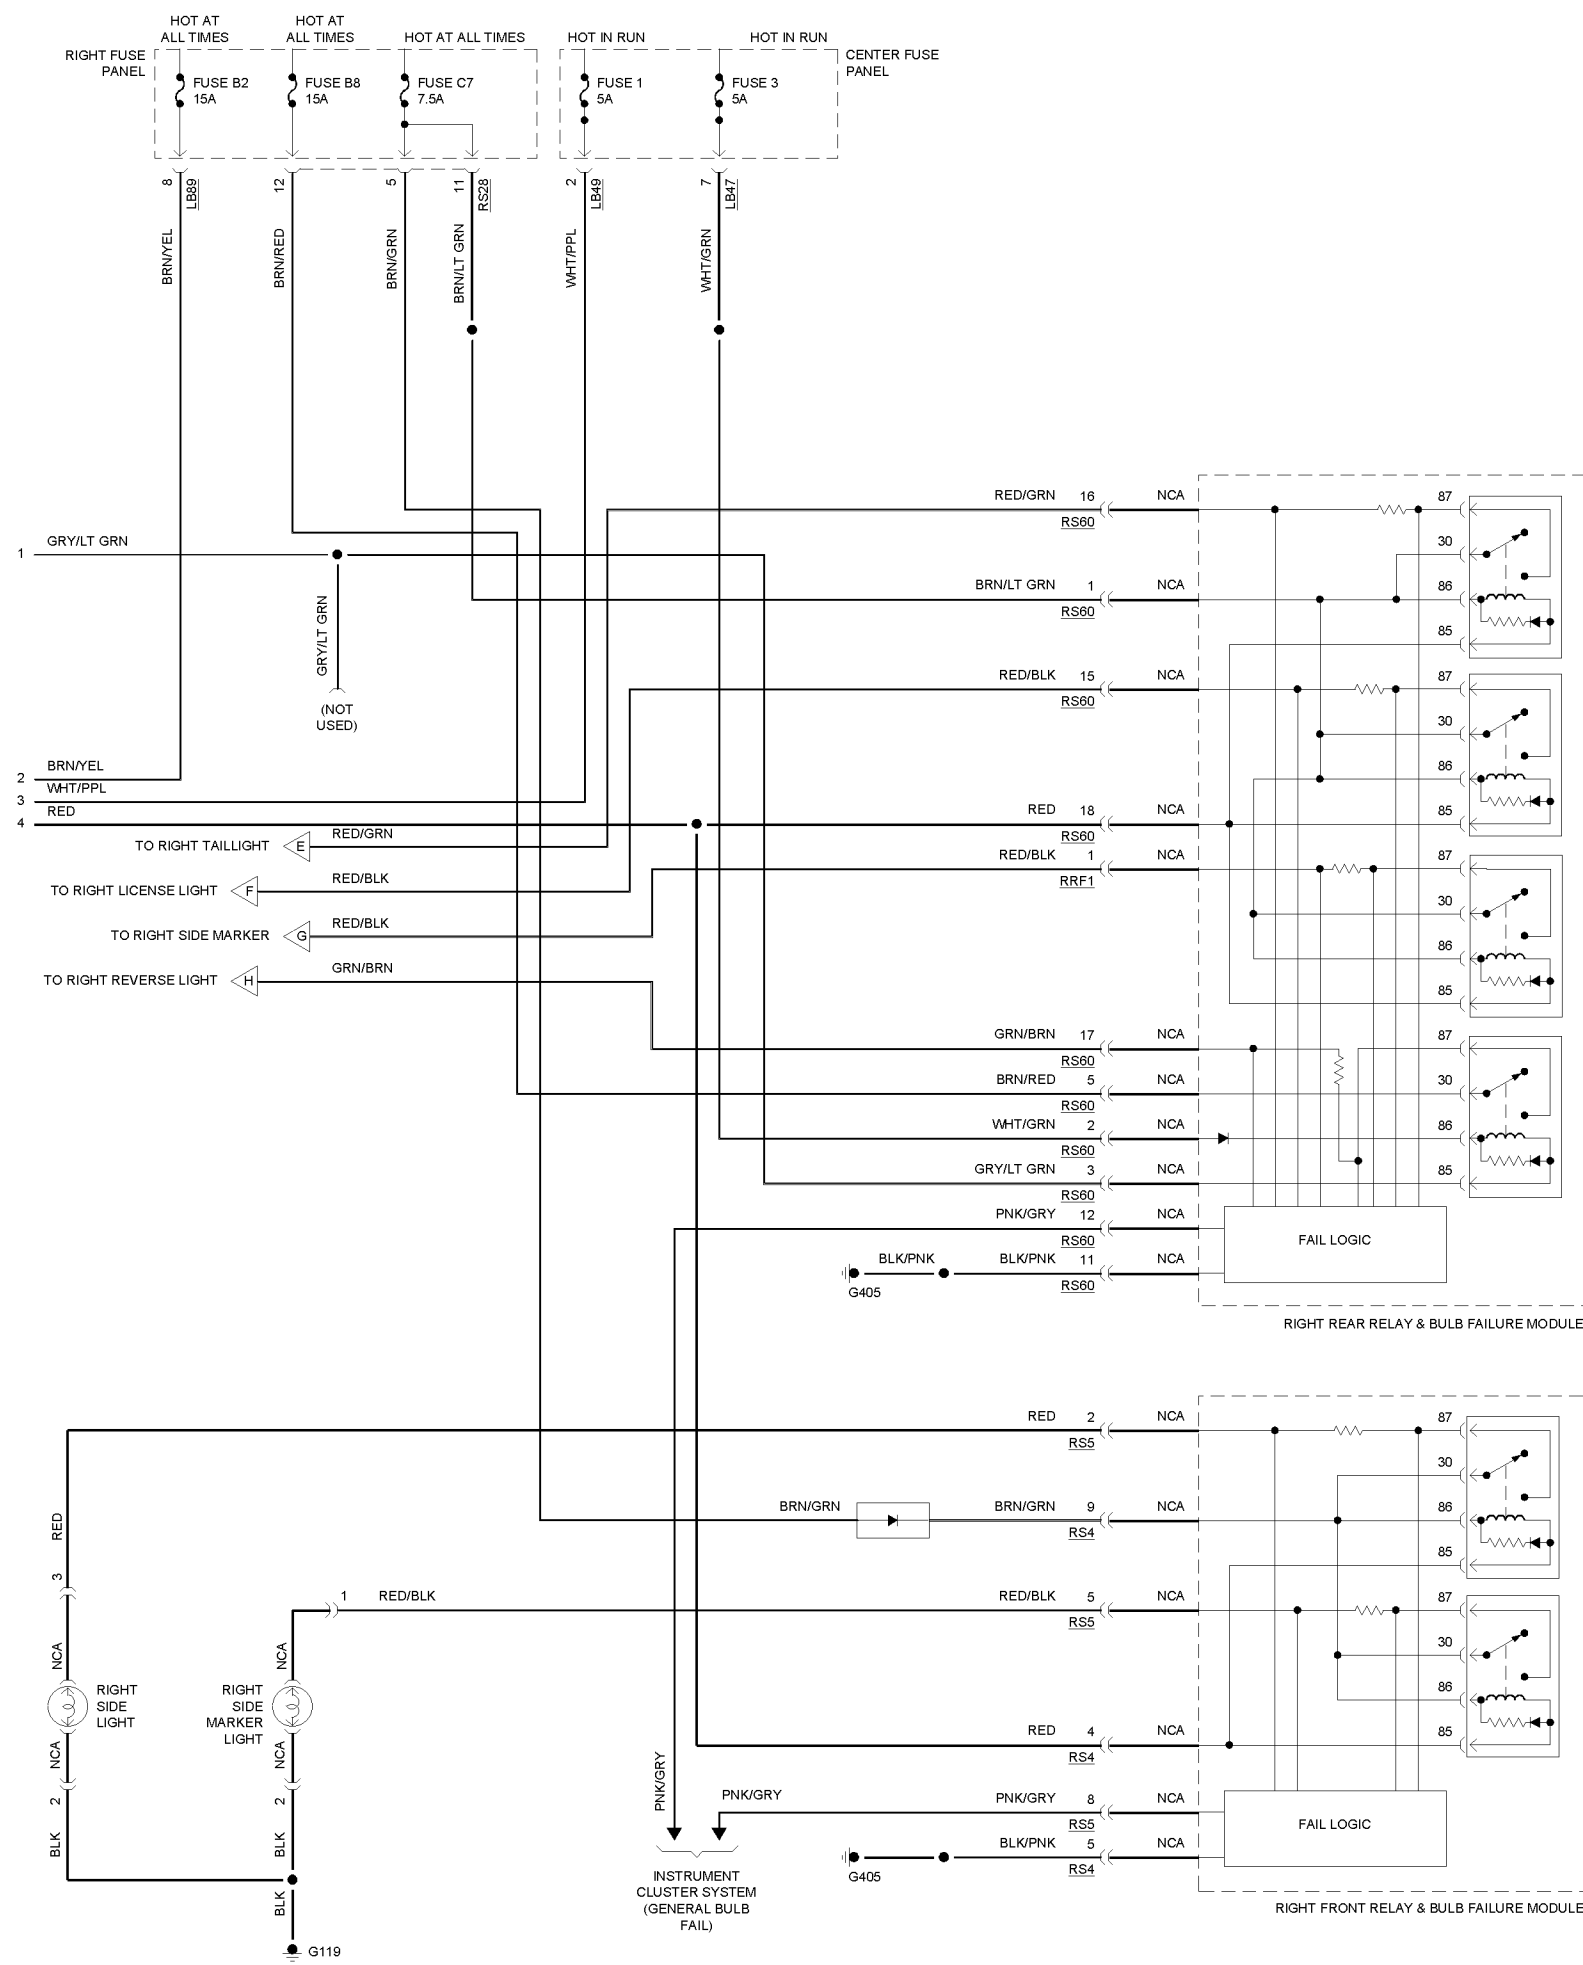 HOT AT
ALL TIMES
HOT AT
ALL TIMES
HOT AT ALL TIMES
HOT IN RUN
HOT IN RUN
RIGHT FUSE
PANEL
FUSE B2
15A
FUSE B8
15A
FUSE C7
7.5A
FUSE 1
5A
FUSE 3
5A
CENTER FUSE
PANEL
8
LB89
12
5
11
RS28
2
LB49
7
LB47
BRN/YEL
BRN/RED
BRN/GRN
BRN/LT GRN
WHT/PPL
WHT/GRN
1
GRY/LT GRN
GRY/LT GRN
(NOT
USED)
2
BRN/YEL
3
WHT/PPL
4
RED
TO RIGHT TAILLIGHT
E
RED/GRN
TO RIGHT LICENSE LIGHT
F
RED/BLK
TO RIGHT SIDE MARKER
G
RED/BLK
TO RIGHT REVERSE LIGHT
H
GRN/BRN
RED/GRN 16 NCA
RS60
BRN/LT GRN 1 NCA
RS60
RED/BLK 15 NCA
RS60
RED 18 NCA
RS60
RED/BLK 1 NCA
RRF1
GRN/BRN 17 NCA
RS60
BRN/RED 5 NCA
RS60
WHT/GRN 2 NCA
RS60
GRY/LT GRN 3 NCA
RS60
PNK/GRY 12 NCA
RS60
BLK/PNK
BLK/PNK 11 NCA
RS60
G405
87
30
86
85
87
30
86
85
87
30
86
85
87
30
86
85
FAIL LOGIC
RIGHT REAR RELAY & BULB FAILURE MODULE
RED 2 NCA
RS5
BRN/GRN
BRN/GRN 9 NCA
RS4
RED/BLK 5 NCA
RS5
RED 4 NCA
RS4
PNK/GRY 8 NCA
RS5
BLK/PNK 5 NCA
RS4
G405
87
30
86
85
87
30
86
85
FAIL LOGIC
RIGHT FRONT RELAY & BULB FAILURE MODULE
RED
3
NCA
RIGHT
SIDE
LIGHT
NCA
2
BLK
1
RED/BLK
NCA
RIGHT
SIDE
MARKER
LIGHT
NCA
2
BLK
BLK
G119
PNK/GRY
PNK/GRY
INSTRUMENT
CLUSTER SYSTEM
(GENERAL BULB
FAIL)